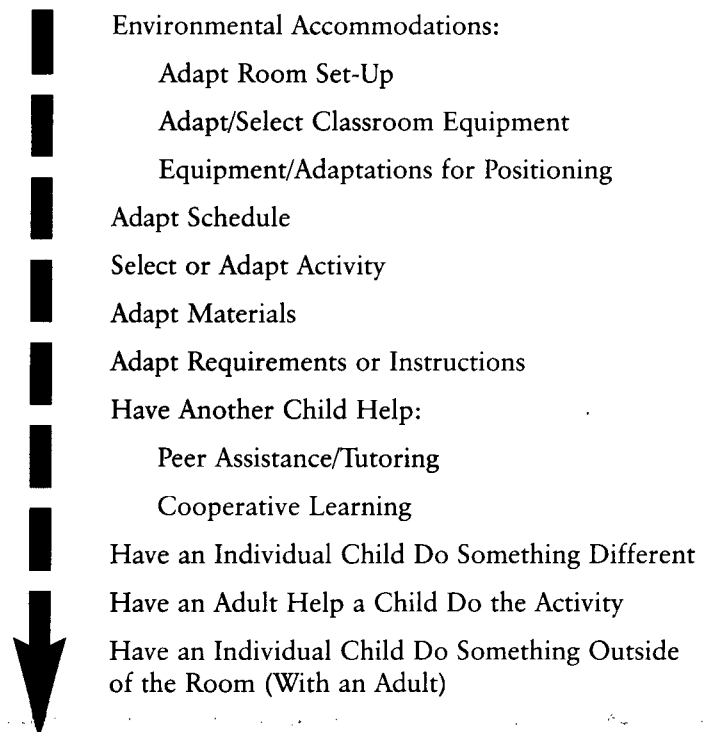 Environmental Accommodations:
Adapt Room Set-Up
Adapt/Select Classroom Equipment
Equipment/Adaptations for Positioning
Adapt Schedule
Select or Adapt Activity
Adapt Materials
Adapt Requirements or Instructions
Have Another Child Help:
Peer Assistance/Tutoring
Cooperative Learning
Have an Individual Child Do Something Different
Have an Adult Help a Child Do the Activity
Have an Individual Child Do Something Outside
of the Room (With an Adult)